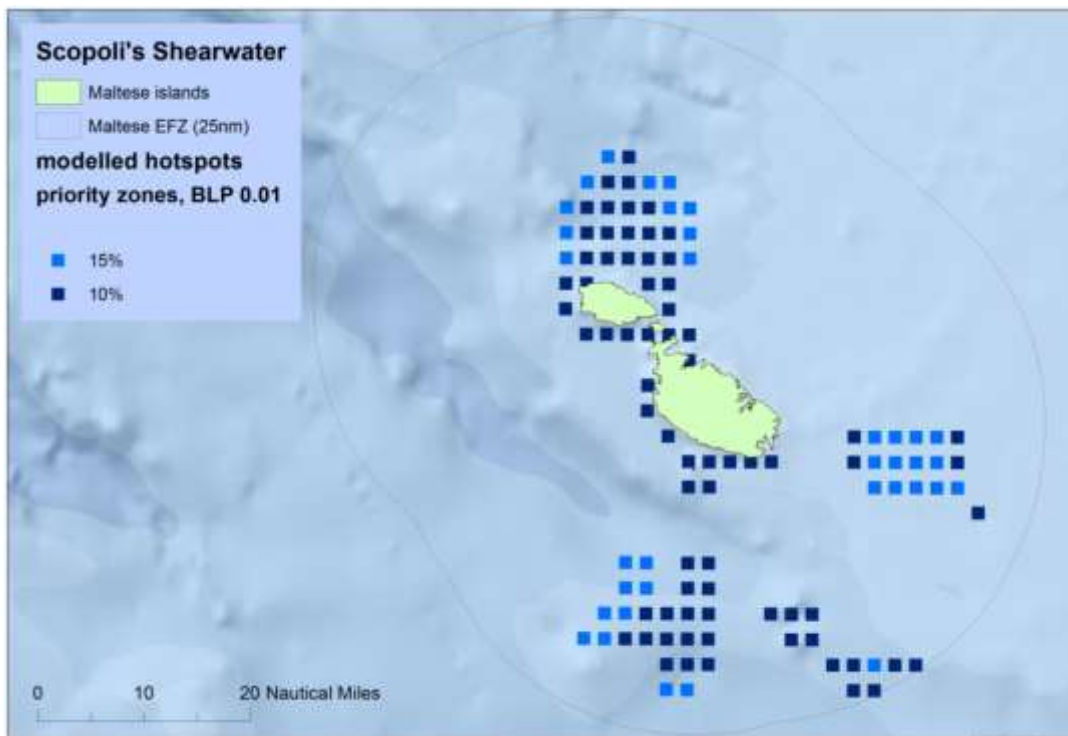 Scopoli's Shearwater
Maltese islands
Maltese EFZ (25nm)
modelled hotspots
priority zones, BLP 0.01
15%
10%
0 10 20 Nautical Miles